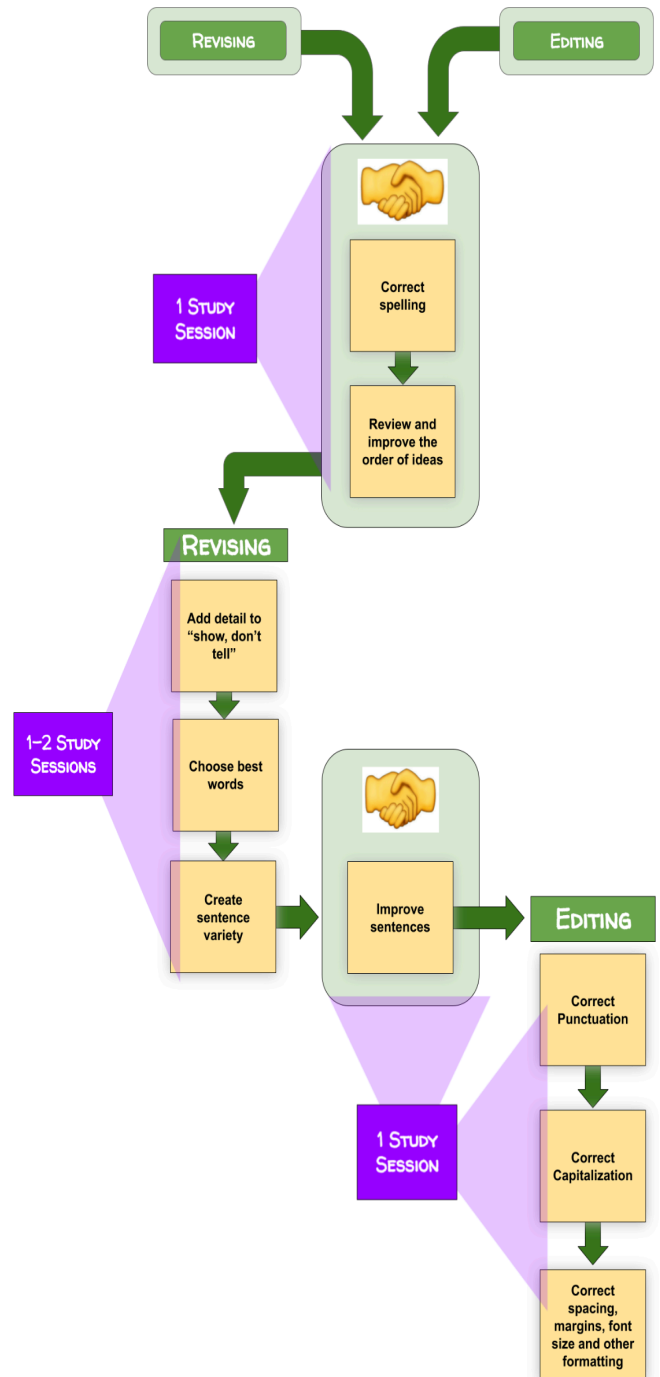 Revising
Editing
Correct
spelling
1 Study
Session
Review and
improve the
order of ideas
Revising
Add detail to
“show, don’t
tell”
1–2 Study
Sessions
Choose best
words
Create
sentence
variety
Improve
sentences
Editing
Correct
Punctuation
1 Study
Session
Correct
Capitalization
Correct
spacing,
margins, font
size and other
formatting